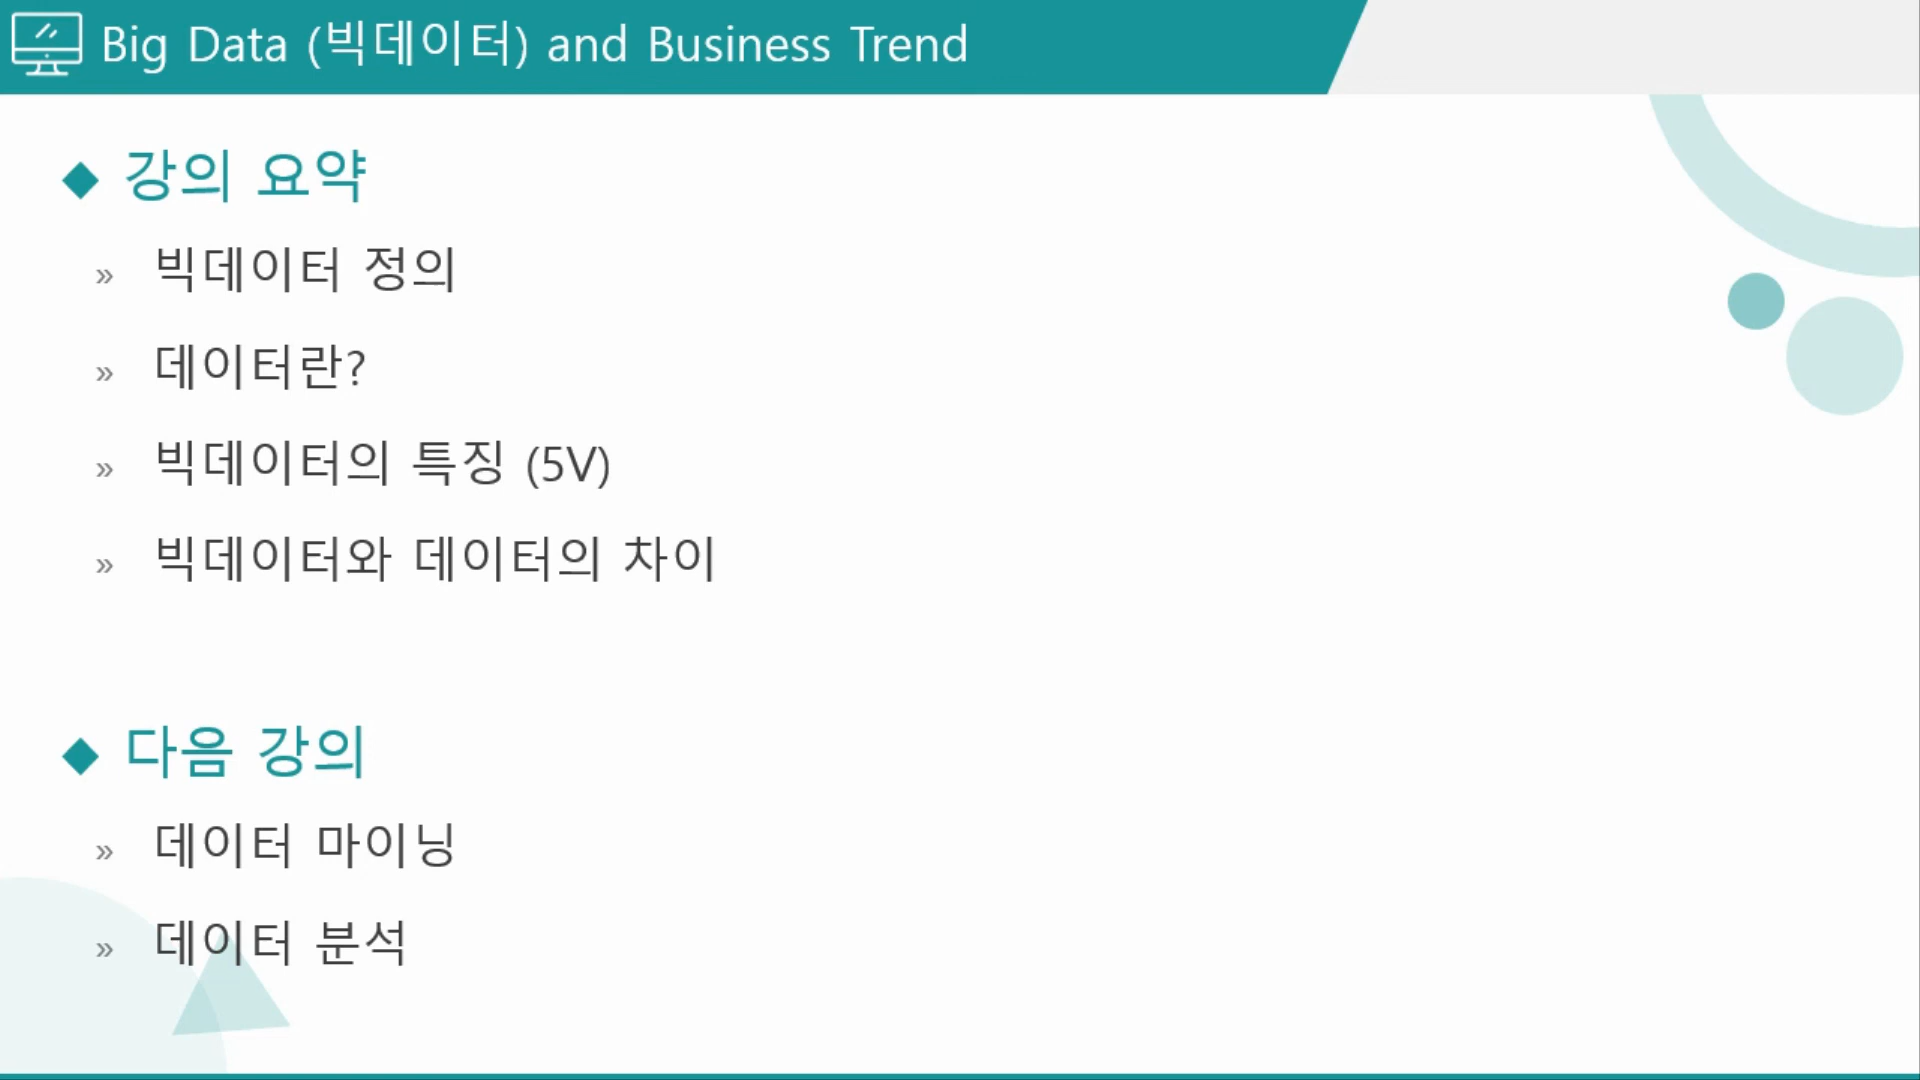 Big Data (빅데이터) and Business Trend
◆ 강의 요약
» 빅데이터 정의
» 데이터란?
» 빅데이터의 특징 (5V)
» 빅데이터와 데이터의 차이
◆ 다음 강의
» 데이터 마이닝
» 데이터 분석